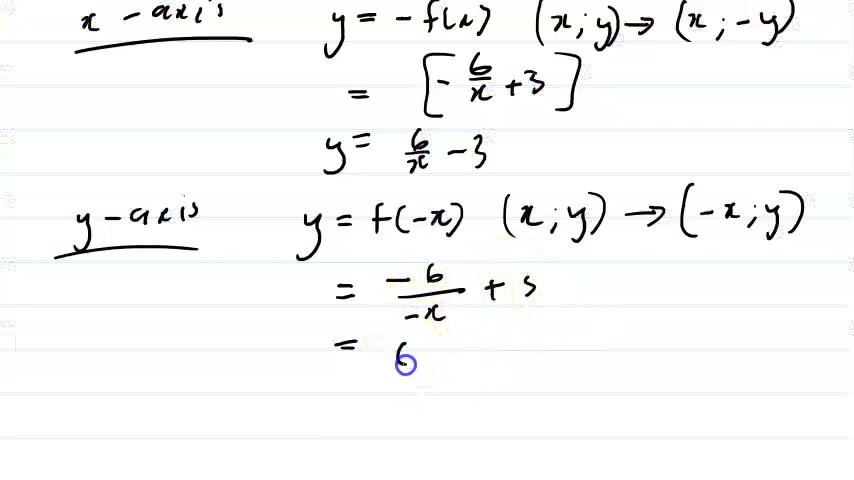 x-axis y = -f(x) (x;y) → (x;-y)
= [-6/x + 3]
y = 6/x - 3
y-axis y = f(-x) (x;y) → (-x;y)
= -6/-x + 3
= 6